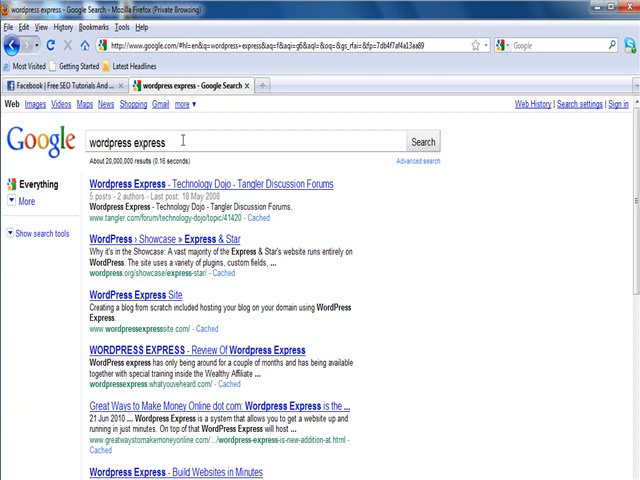 wordpress express - Google Search - Mozilla Firefox (Private Browsing)
File Edit View History Bookmarks Tools Help
http://www.google.com/#hl=en&q=wordpress+express&aq=f&aqi=g6&aql=&oq=&gs_rfai=&fp=7db4f7af4a13aa89
Google
Most Visited Getting Started Latest Headlines
Facebook | Free SEO Tutorials And ...
wordpress express - Google Search
Web Images Videos Maps News Shopping Gmail more ▼
Web History | Search settings | Sign in
Google
wordpress express
Search
About 20,000,000 results (0.16 seconds)
Advanced search
Everything
More
Show search tools
Wordpress Express - Technology Dojo - Tangler Discussion Forums
5 posts - 2 authors - Last post: 18 May 2008
Wordpress Express - Technology Dojo - Tangler Discussion Forums.
www.tangler.com/forum/technology-dojo/topic/41420 - Cached
WordPress › Showcase » Express & Star
Why it's in the Showcase: A vast majority of the Express & Star's website runs entirely on
WordPress. The site uses a variety of plugins, custom fields, ...
wordpress.org/showcase/express-star/ - Cached
WordPress Express Site
Creating a blog from scratch included hosting your blog on your domain using WordPress
Express.
www.wordpressexpresssite.com/ - Cached
WORDPRESS EXPRESS - Review Of Wordpress Express
WordPress express has only being around for a couple of months and has being available
together with special training inside the Wealthy Affiliate ...
wordpressexpress.whatyouveheard.com/ - Cached
Great Ways to Make Money Online dot com: Wordpress Express is the ...
21 Jun 2010 ... Wordpress Express is a system that allows you to get a website up and
running in just minutes. On top of that WordPress Express will host ...
www.greatwaystomakemoneyonline.com/.../wordpress-express-is-new-addition-at.html -
Cached
Wordpress Express - Build Websites in Minutes